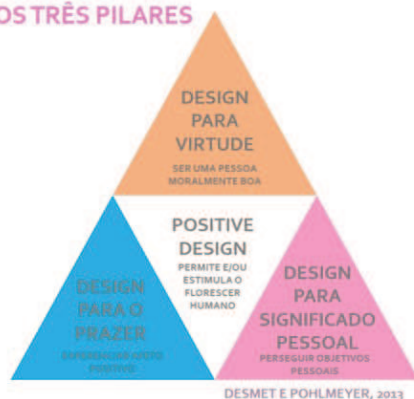 OS TRÊS PILARES
DESIGN
PARA
VIRTUDE
SER UMA PESSOA
MORALMENTE BOA
POSITIVE
DESIGN
PERMITE E/OU
ESTIMULA O
FLORESCER
HUMANO
DESIGN
PARA O
PRAZER
POSITIVO
DESIGN
PARA
SIGNIFICADO
PESSOAL
PERSEGUIR OBJETIVOS
PESSOAIS
DESMET E POHLMEYER, 2013